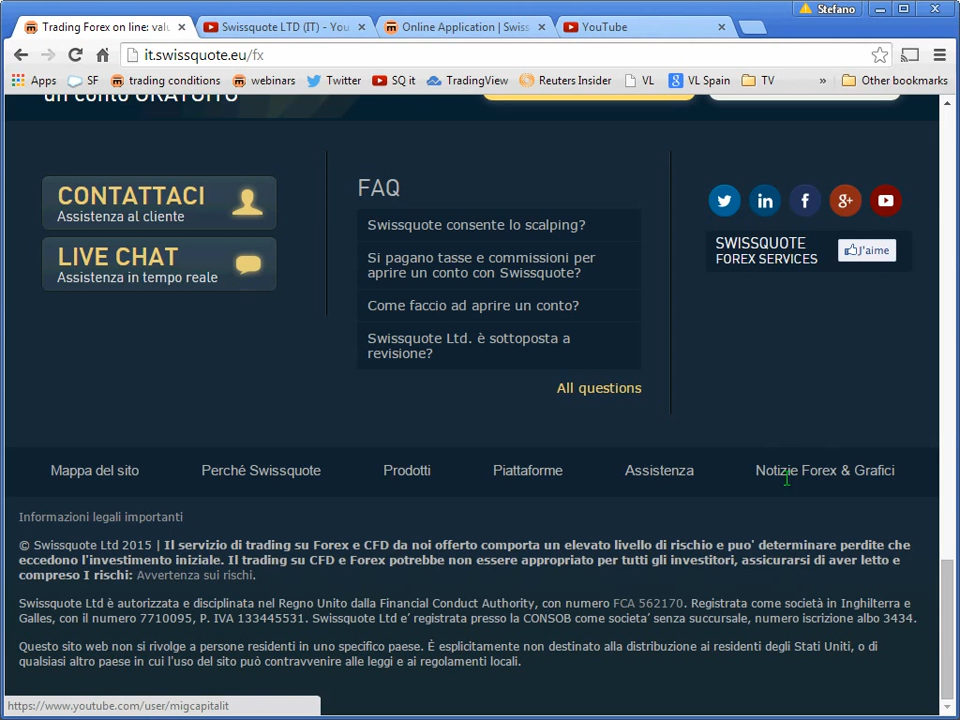 Stefano
Trading Forex on line: valu
Swissquote LTD (IT) - You
Online Application | Swiss
YouTube
it.swissquote.eu/fx
Apps
SF
trading conditions
webinars
Twitter
SQ it
TradingView
Reuters Insider
VL
VL Spain
TV
»
Other bookmarks
un conto GRATUITO
CONTATTACI
Assistenza al cliente
LIVE CHAT
Assistenza in tempo reale
FAQ
Swissquote consente lo scalping?
Si pagano tasse e commissioni per
aprire un conto con Swissquote?
Come faccio ad aprire un conto?
Swissquote Ltd. è sottoposta a
revisione?
All questions
SWISSQUOTE
FOREX SERVICES
J'aime
Mappa del sito
Perché Swissquote
Prodotti
Piattaforme
Assistenza
Notizie Forex & Grafici
Informazioni legali importanti
© Swissquote Ltd 2015 | Il servizio di trading su Forex e CFD da noi offerto comporta un elevato livello di rischio e puo' determinare perdite che
eccedono l'investimento iniziale. Il trading su CFD e Forex potrebbe non essere appropriato per tutti gli investitori, assicurarsi di aver letto e
compreso I rischi: Avvertenza sui rischi.
Swissquote Ltd è autorizzata e disciplinata nel Regno Unito dalla Financial Conduct Authority, con numero FCA 562170. Registrata come società in Inghilterra e
Galles, con il numero 7710095, P. IVA 133445531. Swissquote Ltd e' registrata presso la CONSOB come societa' senza succursale, numero iscrizione albo 3434.
Questo sito web non si rivolge a persone residenti in uno specifico paese. È esplicitamente non destinato alla distribuzione ai residenti degli Stati Uniti, o di
qualsiasi altro paese in cui l'uso del sito può contravvenire alle leggi e ai regolamenti locali.
https://www.youtube.com/user/migcapitalit